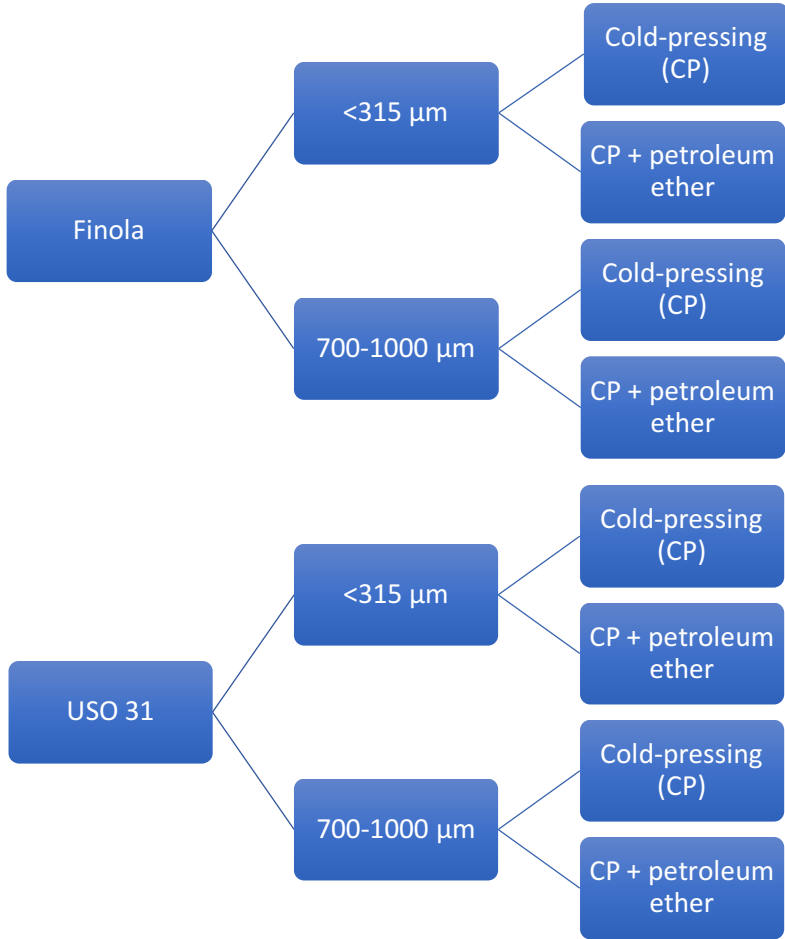 Cold-pressing
(CP)
<315 µm
CP + petroleum
ether
Finola
Cold-pressing
(CP)
700-1000 µm
CP + petroleum
ether
Cold-pressing
(CP)
<315 µm
CP + petroleum
ether
USO 31
Cold-pressing
(CP)
700-1000 µm
CP + petroleum
ether